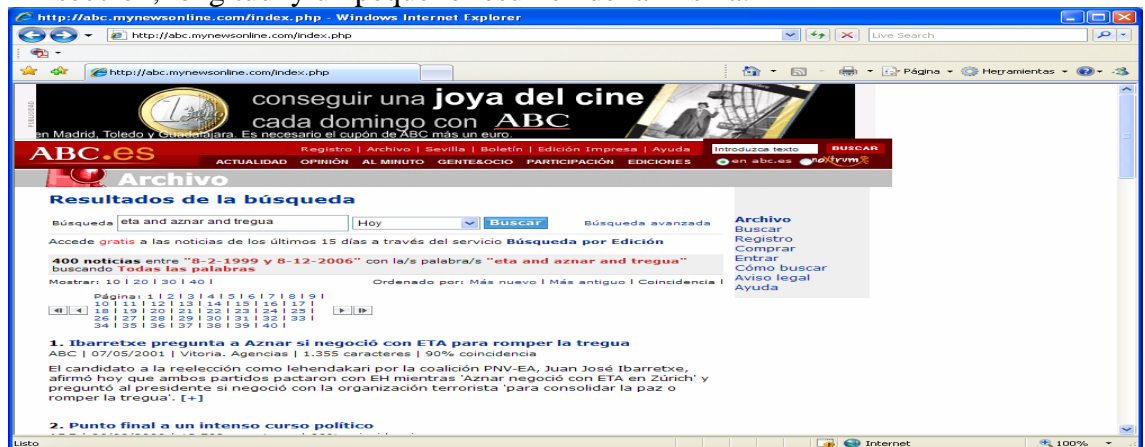 http://abc.mynewsonline.com/index.php - Windows Internet Explorer
http://abc.mynewsonline.com/index.php
Live Search
http://abc.mynewsonline.com/index.php
Página
Herramientas
PUBLICIDAD
conseguir una joya del cine
cada domingo con ABC
en Madrid, Toledo y Guadalajara. Es necesario el cupón de ABC más un euro.
ABC.es
Registro | Archivo | Sevilla | Boletín | Edición Impresa | Ayuda
Introduzca texto BUSCAR
ACTUALIDAD OPINIÓN AL MINUTO GENTE&OCIO PARTICIPACIÓN EDICIONES
en abc.es noxtrum
Archivo
Resultados de la búsqueda
Búsqueda eta and aznar and tregua Hoy Buscar Búsqueda avanzada
Accede gratis a las noticias de los últimos 15 días a través del servicio Búsqueda por Edición
400 noticias entre "8-2-1999 y 8-12-2006" con la/s palabra/s "eta and aznar and tregua"
buscando Todas las palabras
Mostrar: 10 | 20 | 30 | 40 | Ordenado por: Más nuevo | Más antiguo | Coincidencia |
Página: 1 | 2 | 3 | 4 | 5 | 6 | 7 | 8 | 9 |
10 | 11 | 12 | 13 | 14 | 15 | 16 | 17 |
18 | 19 | 20 | 21 | 22 | 23 | 24 | 25 |
26 | 27 | 28 | 29 | 30 | 31 | 32 | 33 |
34 | 35 | 36 | 37 | 38 | 39 | 40 |
1. Ibarretxe pregunta a Aznar si negoció con ETA para romper la tregua
ABC | 07/05/2001 | Vitoria. Agencias | 1.355 caracteres | 90% coincidencia
El candidato a la reelección como lehendakari por la coalición PNV-EA, Juan José Ibarretxe,
afirmó hoy que ambos partidos pactaron con EH mientras 'Aznar negoció con ETA en Zúrich' y
preguntó al presidente si negoció con la organización terrorista 'para consolidar la paz o
romper la tregua'. [+]
2. Punto final a un intenso curso político
Archivo
Buscar
Registro
Comprar
Entrar
Cómo buscar
Aviso legal
Ayuda
Listo
Internet
100%